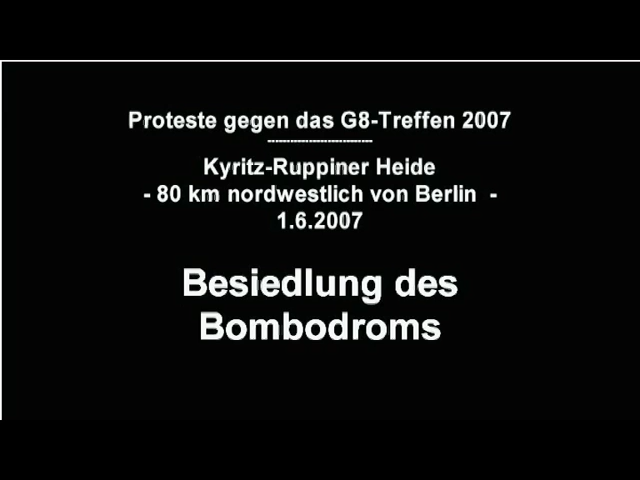 Proteste gegen das G8-Treffen 2007
----------------------------
Kyritz-Ruppiner Heide
- 80 km nordwestlich von Berlin -
1.6.2007
Besiedlung des
Bombodroms